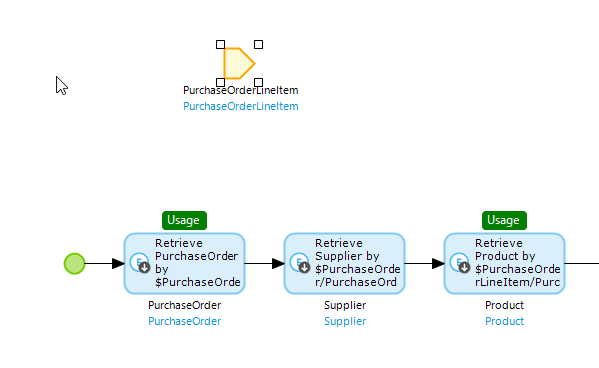 PurchaseOrderLineItem
PurchaseOrderLineItem
Usage
Retrieve
PurchaseOrder
by
$PurchaseOrde
PurchaseOrder
PurchaseOrder
Retrieve
Supplier by
$PurchaseOrde
r/PurchaseOrd
Supplier
Supplier
Usage
Retrieve
Product by
$PurchaseOrde
rLineItem/Purc
Product
Product